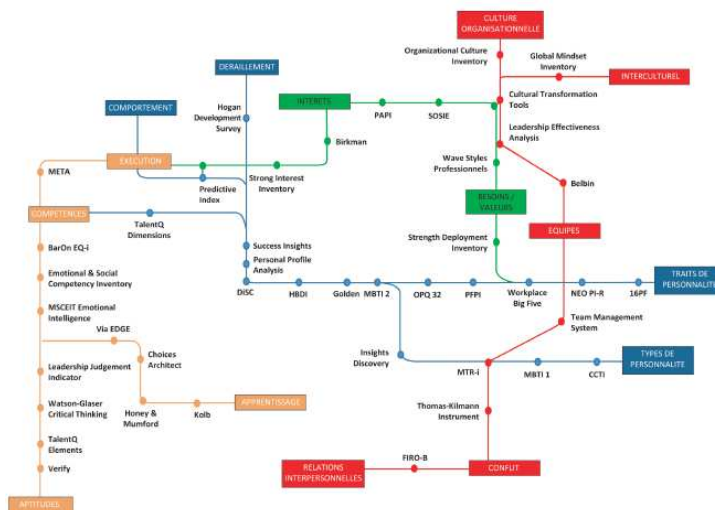 CULTURE
ORGANISATIONNELLE
Organizational Culture
Inventory
Global Mindset
Inventory
DERAILLEMENT
INTERCULTUREL
COMPORTEMENT
Hogan
Development
Survey
INTERETS
PAPI
SOSIE
Cultural Transformation
Tools
Leadership Effectiveness
Analysis
Birkman
EXECUTION
META
Predictive
Index
Strong Interest
Inventory
Wave Styles
Professionnels
Belbin
BESOINS /
VALEURS
COMPETENCES
TalentQ
Dimensions
EQUIPES
BarOn EQ-i
Success Insights
Personal Profile
Analysis
Strength Deployment
Inventory
Emotional & Social
Competency Inventory
DiSC
HBDI
Golden
MBTI 2
OPQ 32
PFPI
Workplace
Big Five
NEO PI-R
16PF
TRAITS DE
PERSONNALITE
MSCEIT Emotional
Intelligence
Team Management
System
Via EDGE
Choices
Architect
Insights
Discovery
MTR-i
MBTI 1
CCTI
TYPES DE
PERSONNALITE
Leadership Judgement
Indicator
Watson-Glaser
Critical Thinking
Honey &
Mumford
Kolb
APPRENTISSAGE
Thomas-Kilmann
Instrument
TalentQ
Elements
Verify
FIRO-B
RELATIONS
INTERPERSONNELLES
CONFLIT
APTITUDES